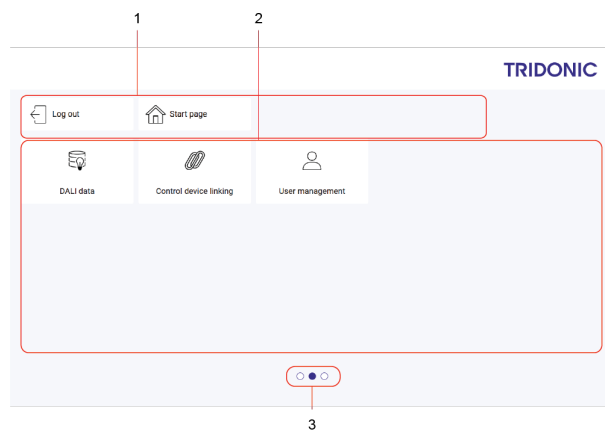 1 2
TRIDONIC
Log out Start page
DALI data Control device linking User management
3